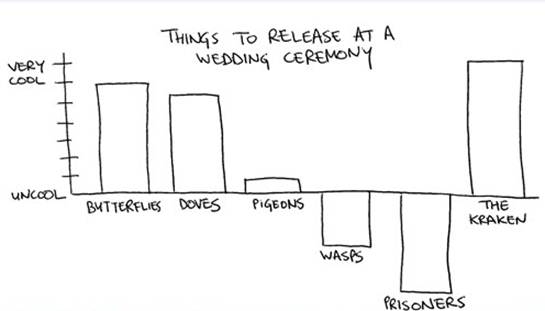 THINGS TO RELEASE AT A
WEDDING CEREMONY
VERY
COOL
UNCOOL
BUTTERFLIES
DOVES
PIGEONS
WASPS
PRISONERS
THE
KRAKEN